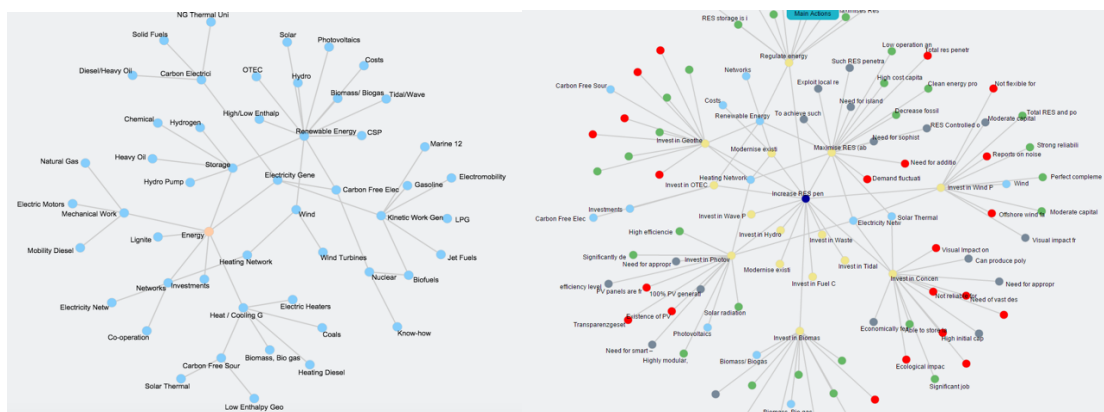 NG Thermal Uni
Solid Fuels
Diesel/Heavy Oil
Carbon Electrici
Solar
Photovoltaics
OTEC
Hydro
Costs
Biomass/ Biogas
Tidal/Wave
High/Low Enthalp
Renewable Energy
CSP
Chemical
Hydrogen
Heavy Oil
Storage
Hydro Pump
Natural Gas
Electric Motors
Mechanical Work
Mobility Diesel
Lignite
Energy
Electricity Gene
Carbon Free Elec
Marine 12
Gasoline
Electromobility
Kinetic Work Gen
LPG
Jet Fuels
Wind
Wind Turbines
Nuclear
Biofuels
Know-how
Heating Network
Networks
Investments
Electricity Netw
Co-operation
Heat / Cooling G
Electric Heaters
Coals
Biomass, Bio gas
Heating Diesel
Carbon Free Sour
Solar Thermal
Low Enthalpy Geo
Main Actions
RES storage is i
Regulate energy
Networks
Carbon Free Sour
Costs
Renewable Energy
Invest in Geothe
Modernise existi
Invest in OTEC
Heating Network
Investments
Carbon Free Elec
Low operation an
Total res penetr
Such RES penetra
Exploit local re
High cost capita
Clean energy pro
Need for island
Decrease fossil
To achieve such
RES Controlled o
Need for sophist
Maximise RES (ab
Need for additio
Demand fluctuati
Not flexible for
Total RES and po
Moderate capital
Strong reliabili
Reports on noise
Perfect compleme
Invest in Wind P
Wind
Moderate capital
Offshore wind fa
Visual impact fr
Increase RES pen
Invest in Wave P
Invest in Hydro
Electricity Netw
Solar Thermal
Invest in Waste
Invest in Tidal
Modernise existi
Invest in Fuel C
High efficiencie
Significantly de
Need for appropr
Invest in Photov
efficiency level
PV panels are fr
100% PV generati
Transparenzgeset
Existence of PV
Solar radiation
Photovoltaics
Need for smart –
Highly modular,
Visual Impact on
Can produce poly
Need for appropr
Invest in Concen
Not reliable for
Need of vast des
Economically fea
Able to store te
High initial cap
Ecological impac
Significant job
Invest in Biomas
Biomass/ Biogas
Biomass, Bio gas